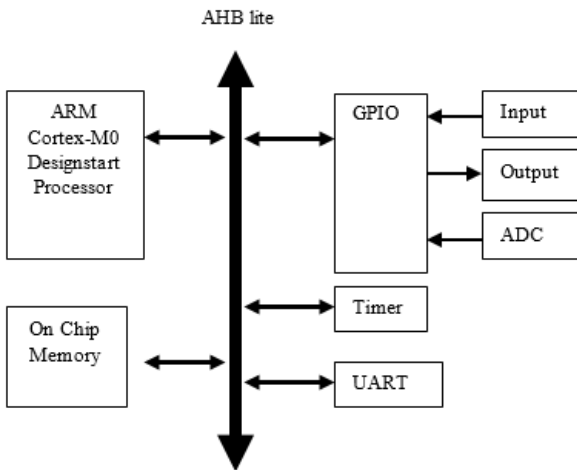 AHB lite
ARM
Cortex-M0
Designstart
Processor
GPIO
Input
Output
ADC
On Chip
Memory
Timer
UART